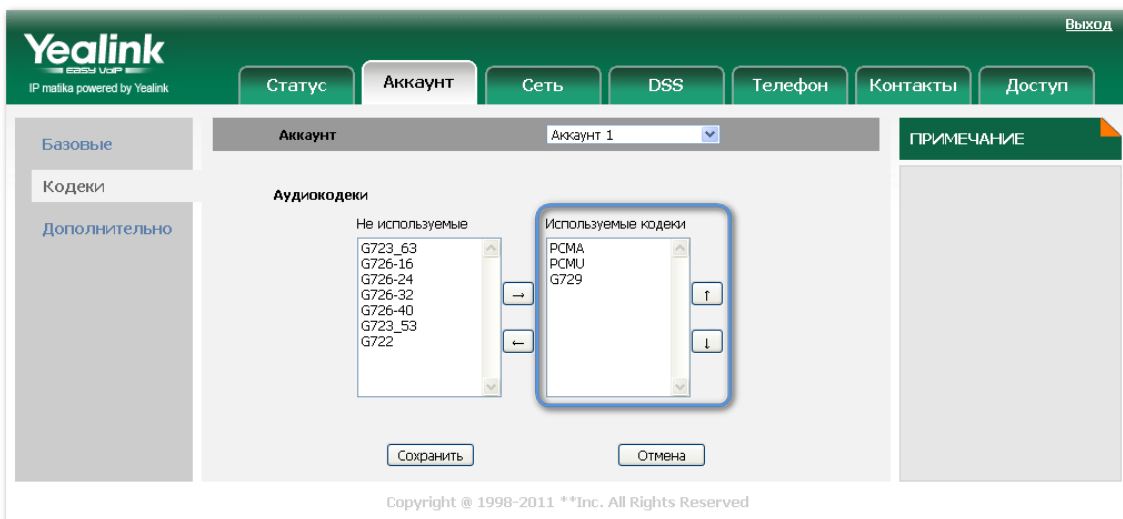 Выход
Yealink
EASY VoIP
IP matika powered by Yealink
Статус
Аккаунт
Сеть
DSS
Телефон
Контакты
Доступ
Базовые
Кодеки
Дополнительно
Аккаунт
Аккаунт 1
ПРИМЕЧАНИЕ
Аудиокодеки
Не используемые
G723_63
G726-16
G726-24
G726-32
G726-40
G723_53
G722
→
←
Используемые кодеки
PCMA
PCMU
G729
↑
↓
Сохранить
Отмена
Copyright @ 1998-2011 **Inc. All Rights Reserved